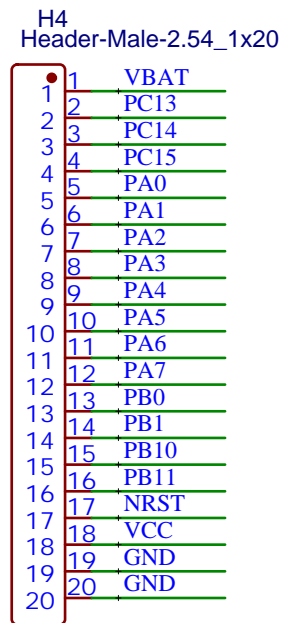 H4
Header-Male-2.54_1x20
1 1 VBAT
2 2 PC13
3 3 PC14
4 4 PC15
5 5 PA0
6 6 PA1
7 7 PA2
8 8 PA3
9 9 PA4
10 10 PA5
11 11 PA6
12 12 PA7
13 13 PB0
14 14 PB1
15 15 PB10
16 16 PB11
17 17 NRST
18 18 VCC
19 19 GND
20 20 GND